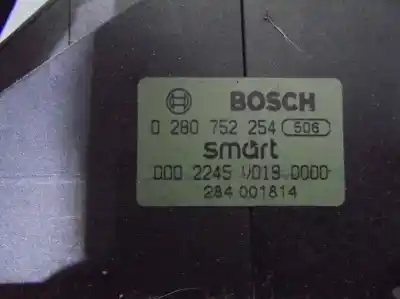 BOSCH
0 280 752 254 506
smart
000 2245 V019 0000
284 001814